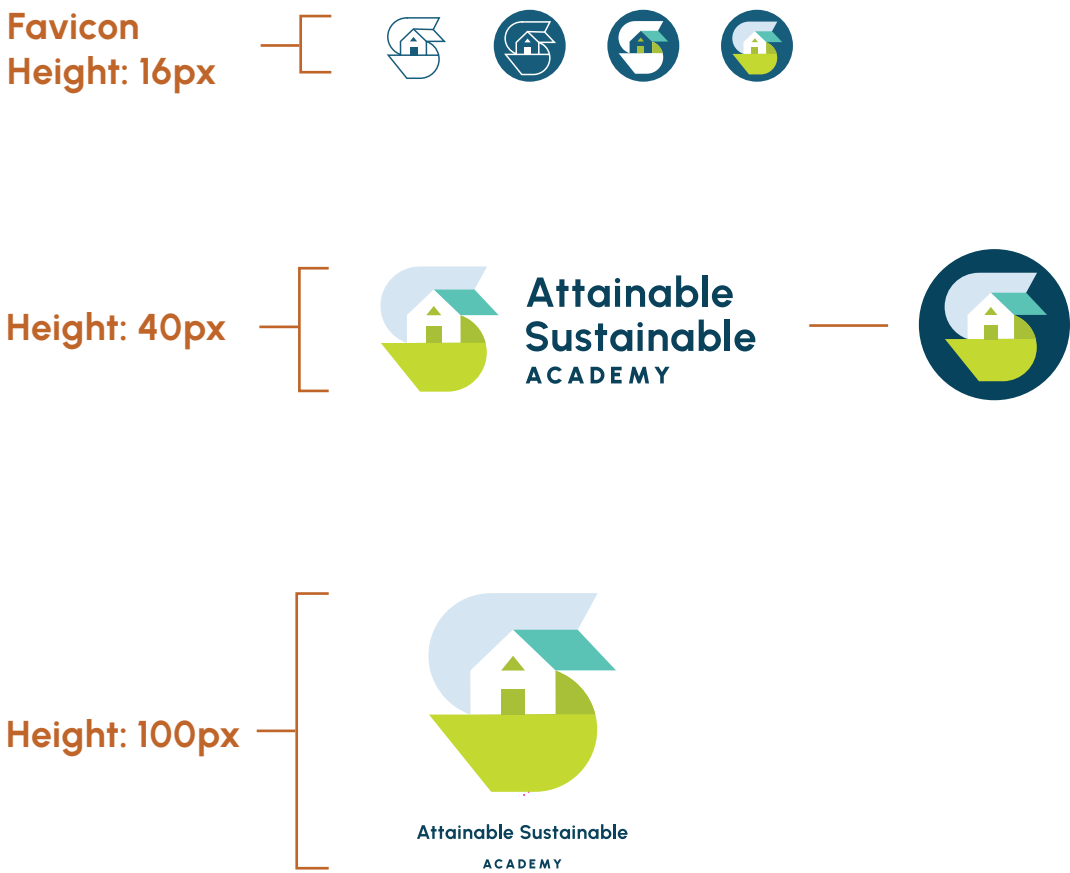 Favicon
Height: 16px
Height: 40px
Attainable
Sustainable
ACADEMY
Height: 100px
Attainable Sustainable
ACADEMY